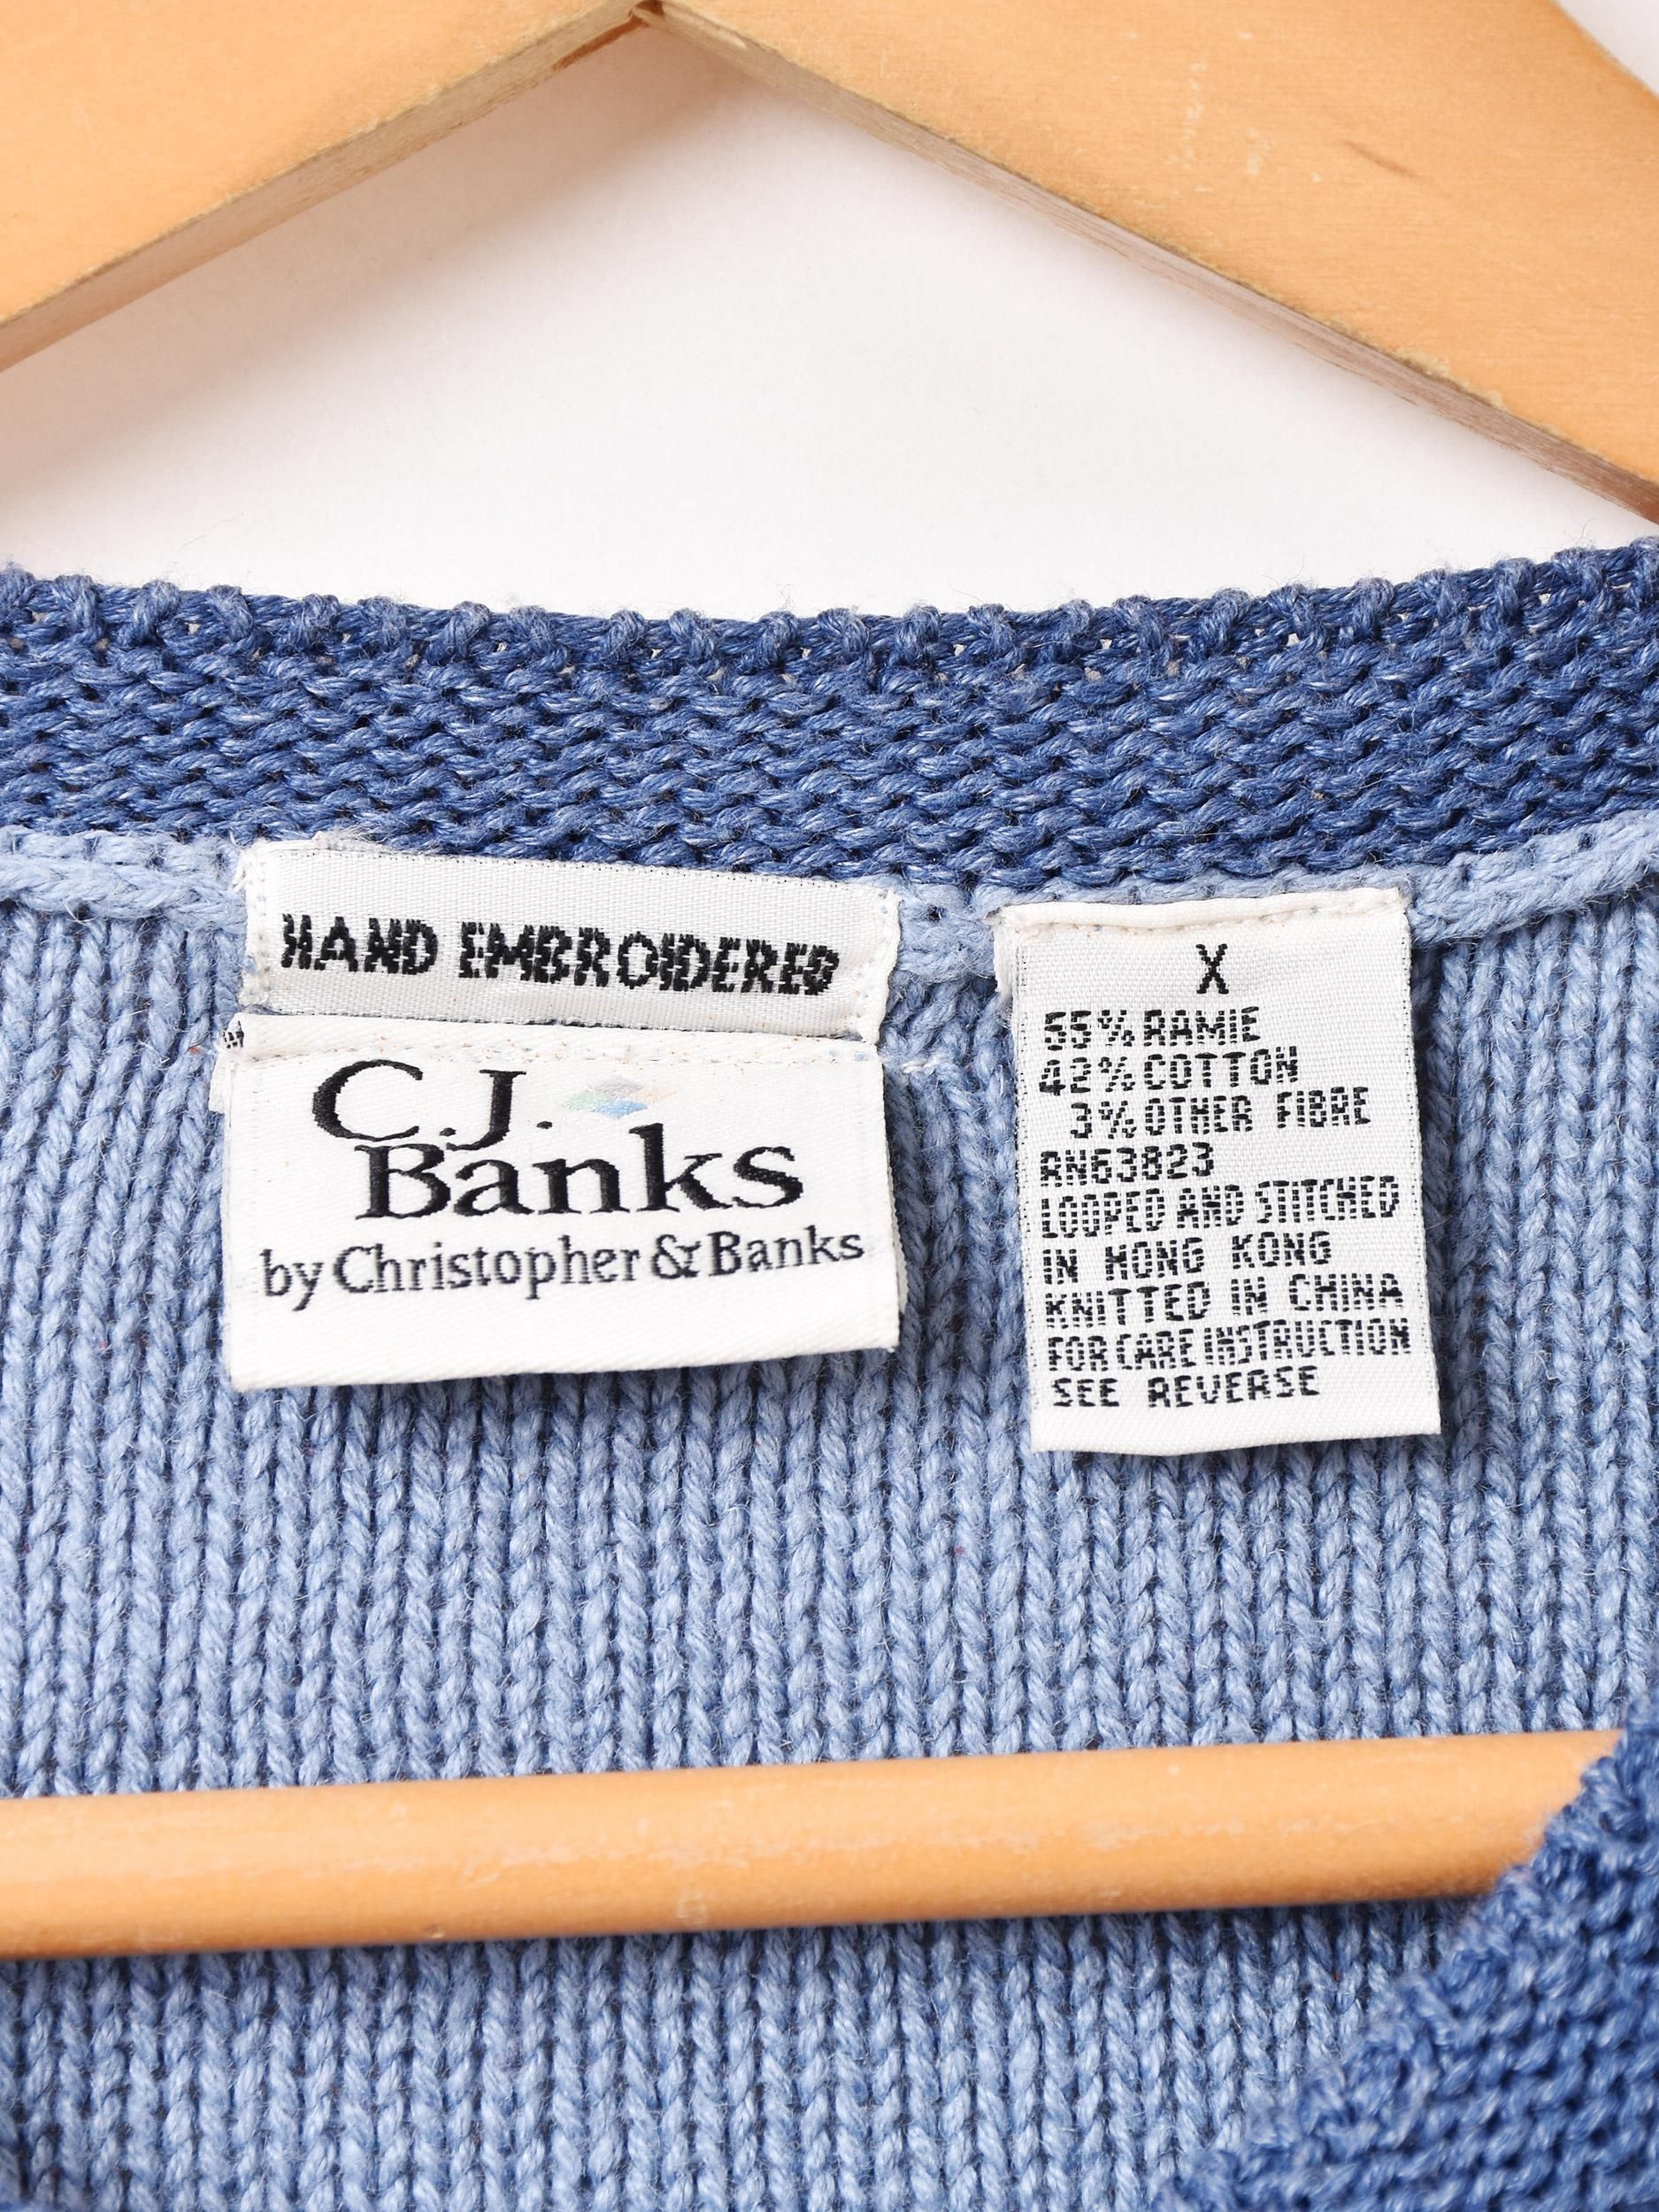 HAND EMBROIDERED
C.J.
Banks
by Christopher & Banks
X
55% RAMIE
42% COTTON
3% OTHER FIBRE
RN63823
LOOPED AND STITCHED
IN HONG KONG
KNITTED IN CHINA
FOR CARE INSTRUCTION
SEE REVERSE